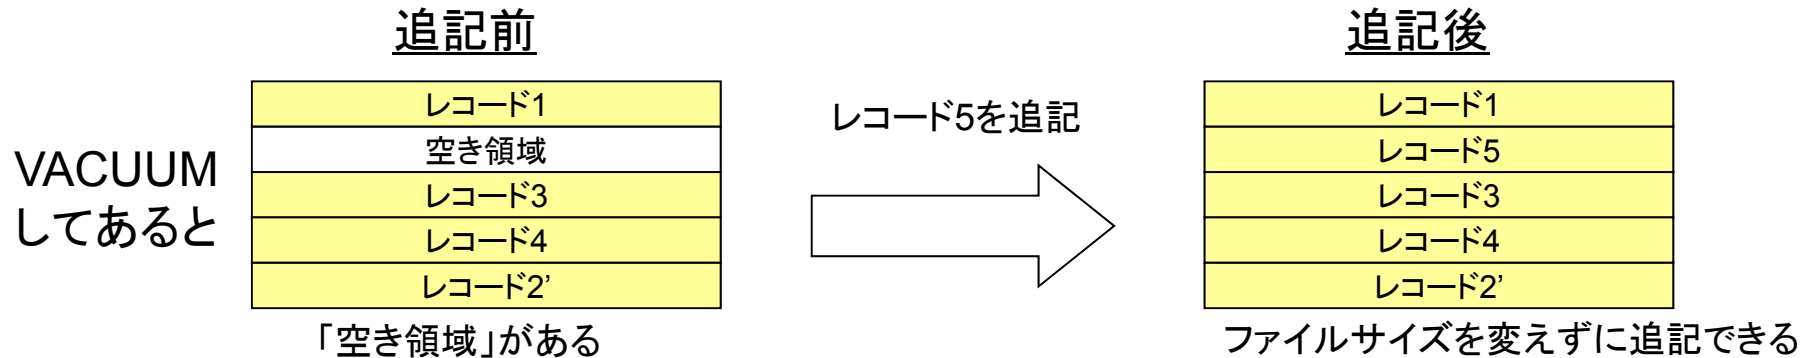 追記前
追記後
VACUUM
してあると
レコード1
空き領域
レコード3
レコード4
レコード2’
「空き領域」がある
レコード5を追記
レコード1
レコード5
レコード3
レコード4
レコード2’
ファイルサイズを変えずに追記できる